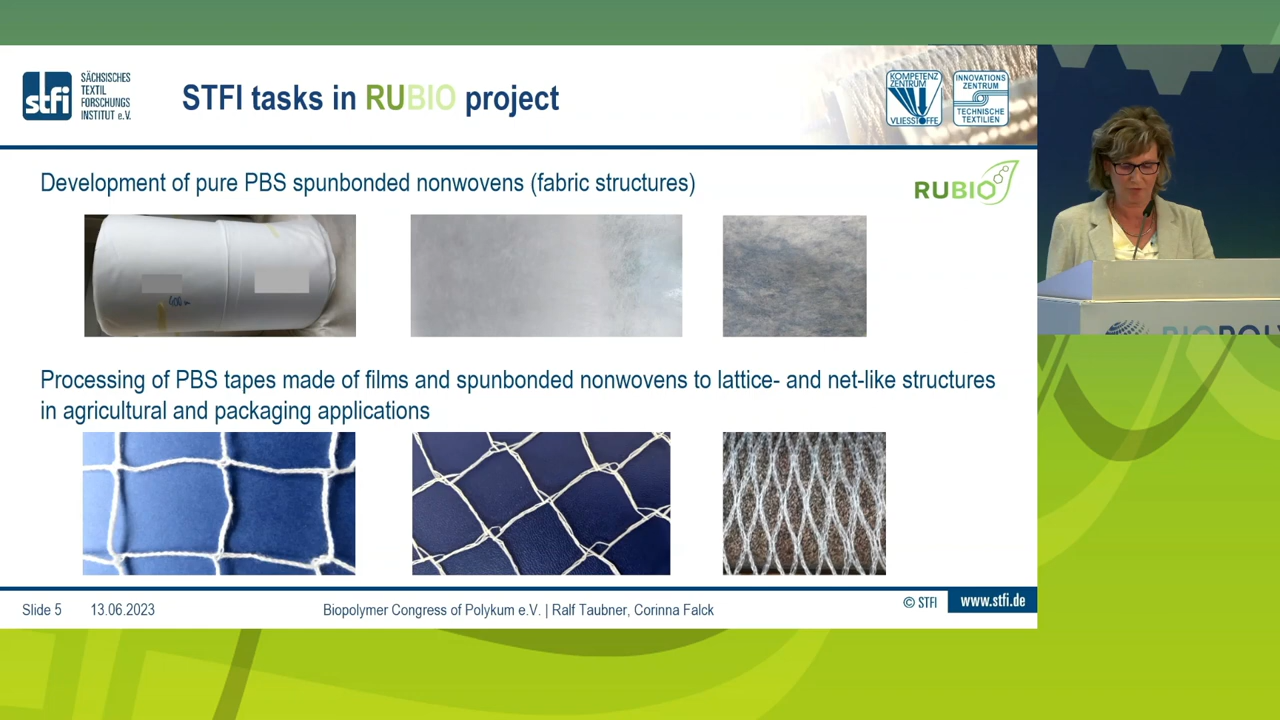 stfi
SÄCHSISCHES
TEXTIL
FORSCHUNGS
INSTITUT e.V.
STFI tasks in RUBIO project
KOMPETENZ
ZENTRUM
VLIESSTOFFE
INNOVATIONS
ZENTRUM
TECHNISCHE
TEXTILIEN
Development of pure PBS spunbonded nonwovens (fabric structures)
RUBIO
Processing of PBS tapes made of films and spunbonded nonwovens to lattice- and net-like structures
in agricultural and packaging applications
Slide 5 13.06.2023 Biopolymer Congress of Polykum e.V. | Ralf Taubner, Corinna Falck © STFI www.stfi.de